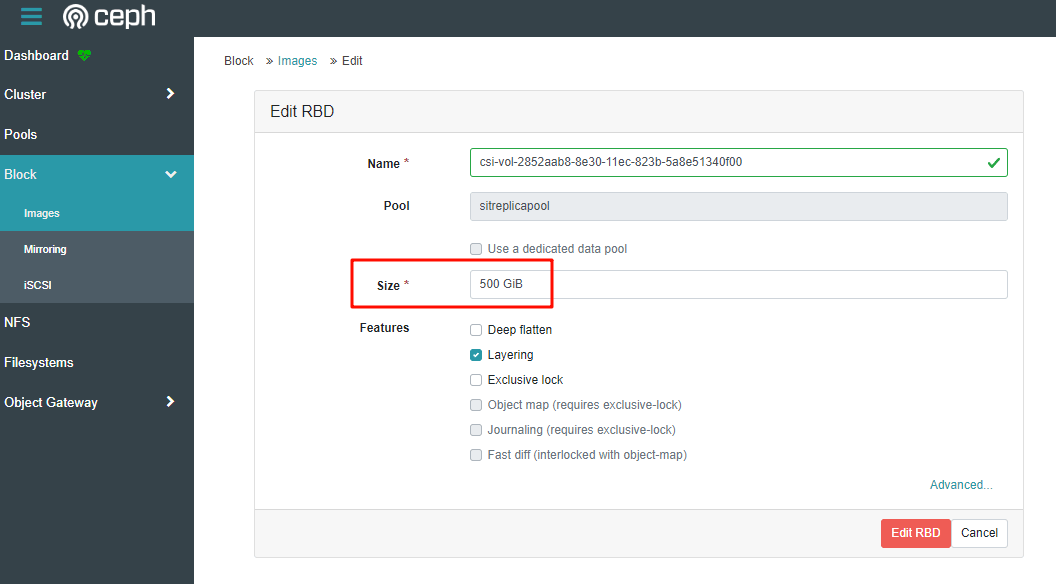 ceph
Dashboard
Cluster
Pools
Block
Images
Mirroring
iSCSI
NFS
Filesystems
Object Gateway
Block » Images » Edit
Edit RBD
Name * csi-vol-2852aab8-8e30-11ec-823b-5a8e51340f00
Pool sitreplicapool
Use a dedicated data pool
Size * 500 GiB
Features Deep flatten
Layering
Exclusive lock
Object map (requires exclusive-lock)
Journaling (requires exclusive-lock)
Fast diff (interlocked with object-map)
Advanced...
Edit RBD Cancel